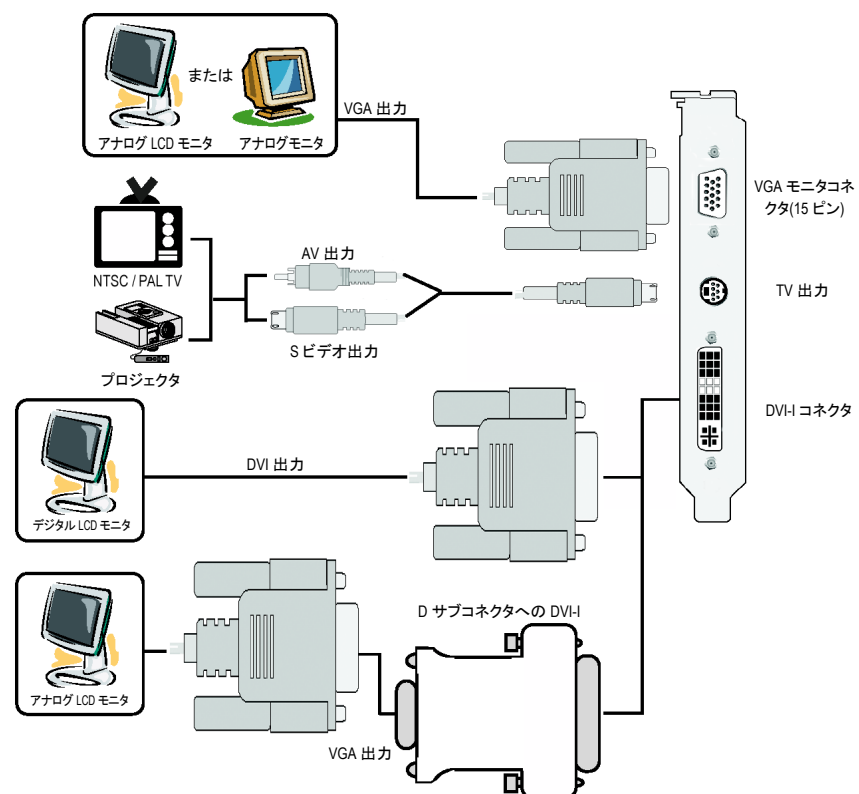 または
アナログ LCD モニタ
アナログモニタ
VGA 出力
VGA モニタコネ
クタ(15 ピン)
NTSC / PAL TV
AV 出力
TV 出力
S ビデオ出力
プロジェクタ
DVI-I コネクタ
DVI 出力
デジタル LCD モニタ
D サブコネクタへの DVI-I
アナログ LCD モニタ
VGA 出力